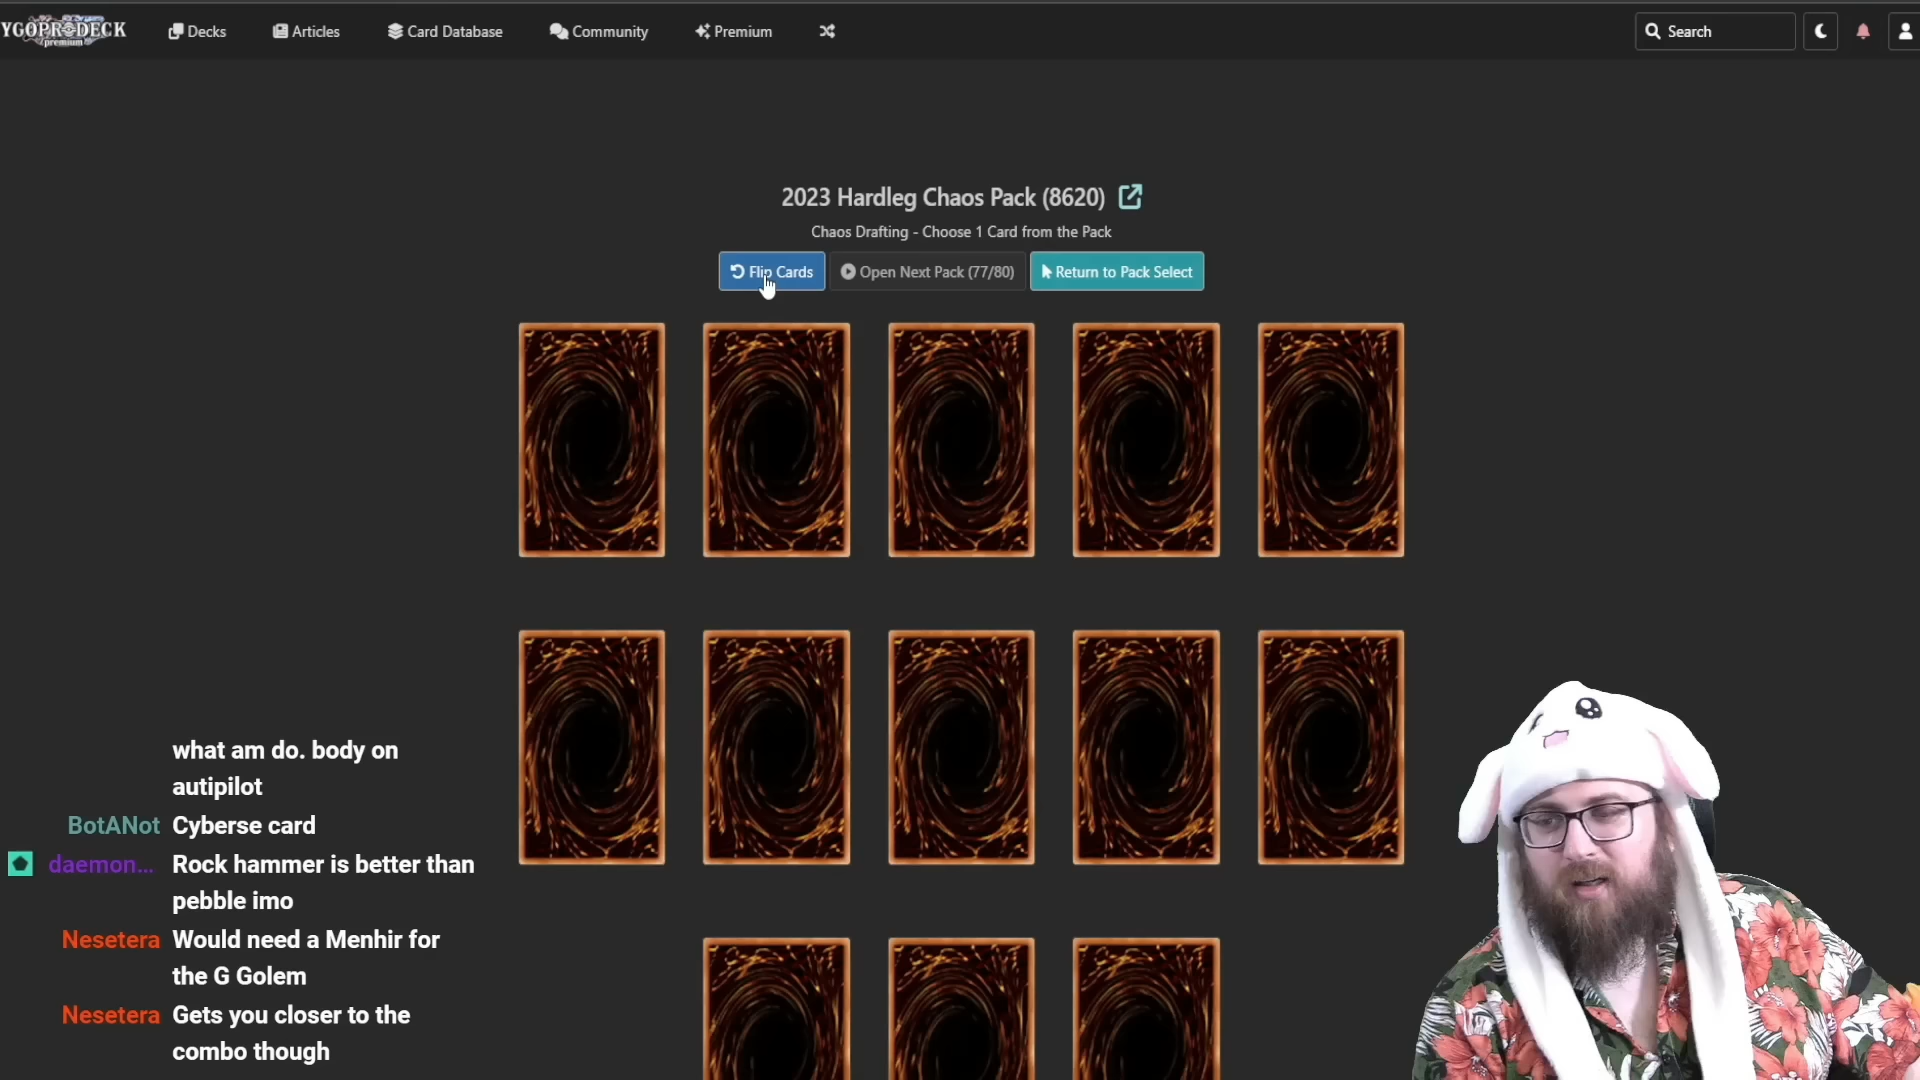 YGOPRODECK
premium
Decks
Articles
Card Database
Community
Premium
Search
2023 Hardleg Chaos Pack (8620)
Chaos Drafting - Choose 1 Card from the Pack
Flip Cards
Open Next Pack (77/80)
Return to Pack Select
what am do. body on
autipilot
BotANot Cyberse card
daemon... Rock hammer is better than
pebble imo
Nesetera Would need a Menhir for
the G Golem
Nesetera Gets you closer to the
combo though